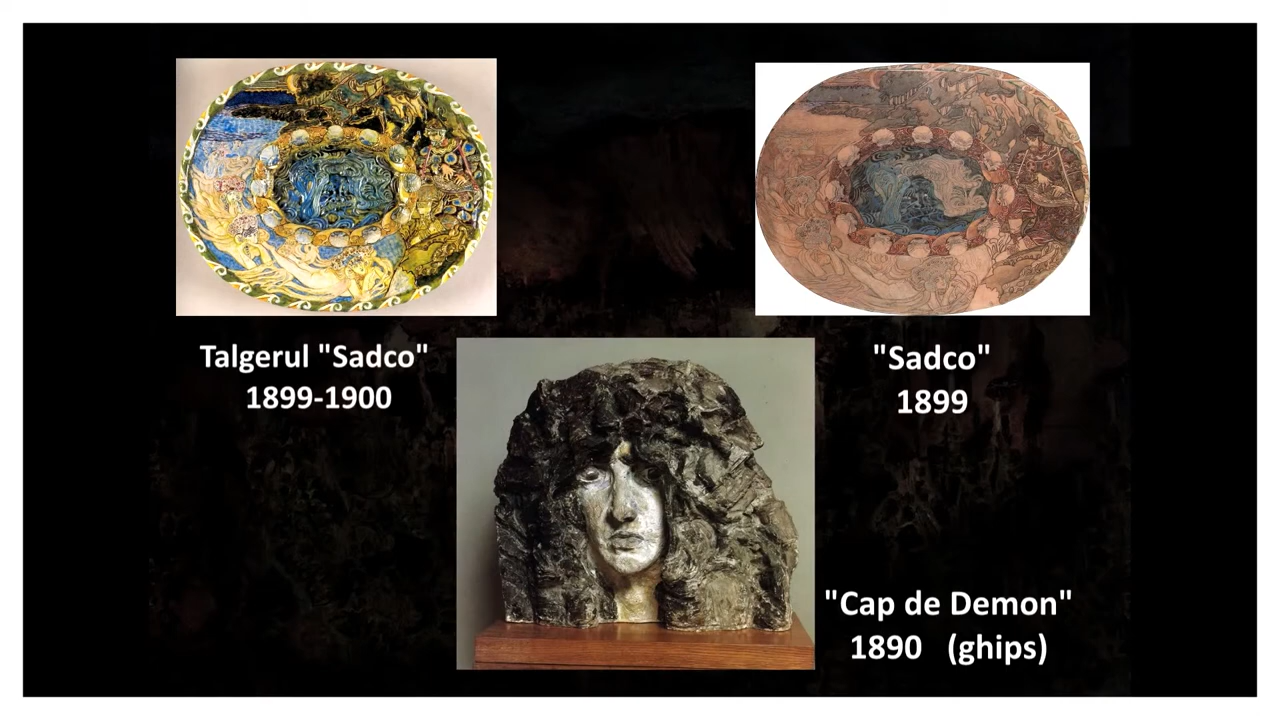 Talgerul "Sadco"
1899-1900
"Sadco"
1899
"Cap de Demon"
1890 (ghips)